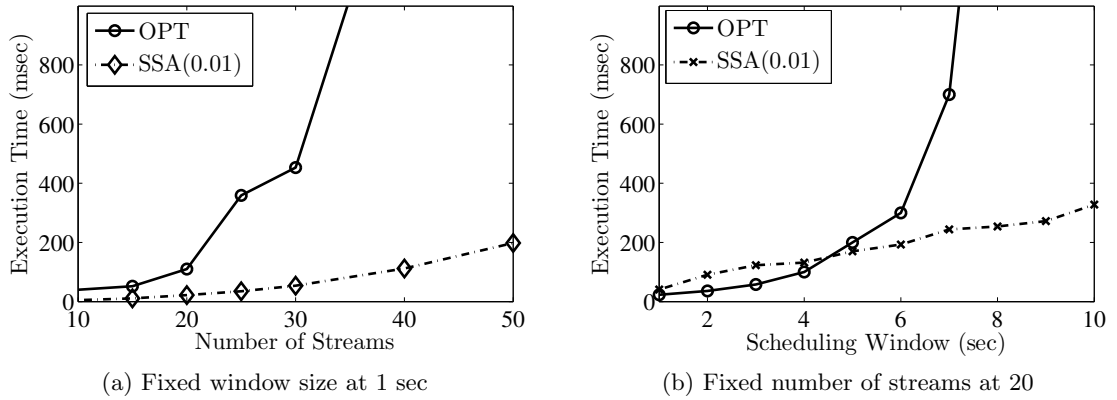 OPT
SSA(0.01)
Execution Time (msec)
800
600
400
200
0
10
20
30
40
50
Number of Streams
(a) Fixed window size at 1 sec
OPT
SSA(0.01)
Execution Time (msec)
800
600
400
200
0
2
4
6
8
10
Scheduling Window (sec)
(b) Fixed number of streams at 20